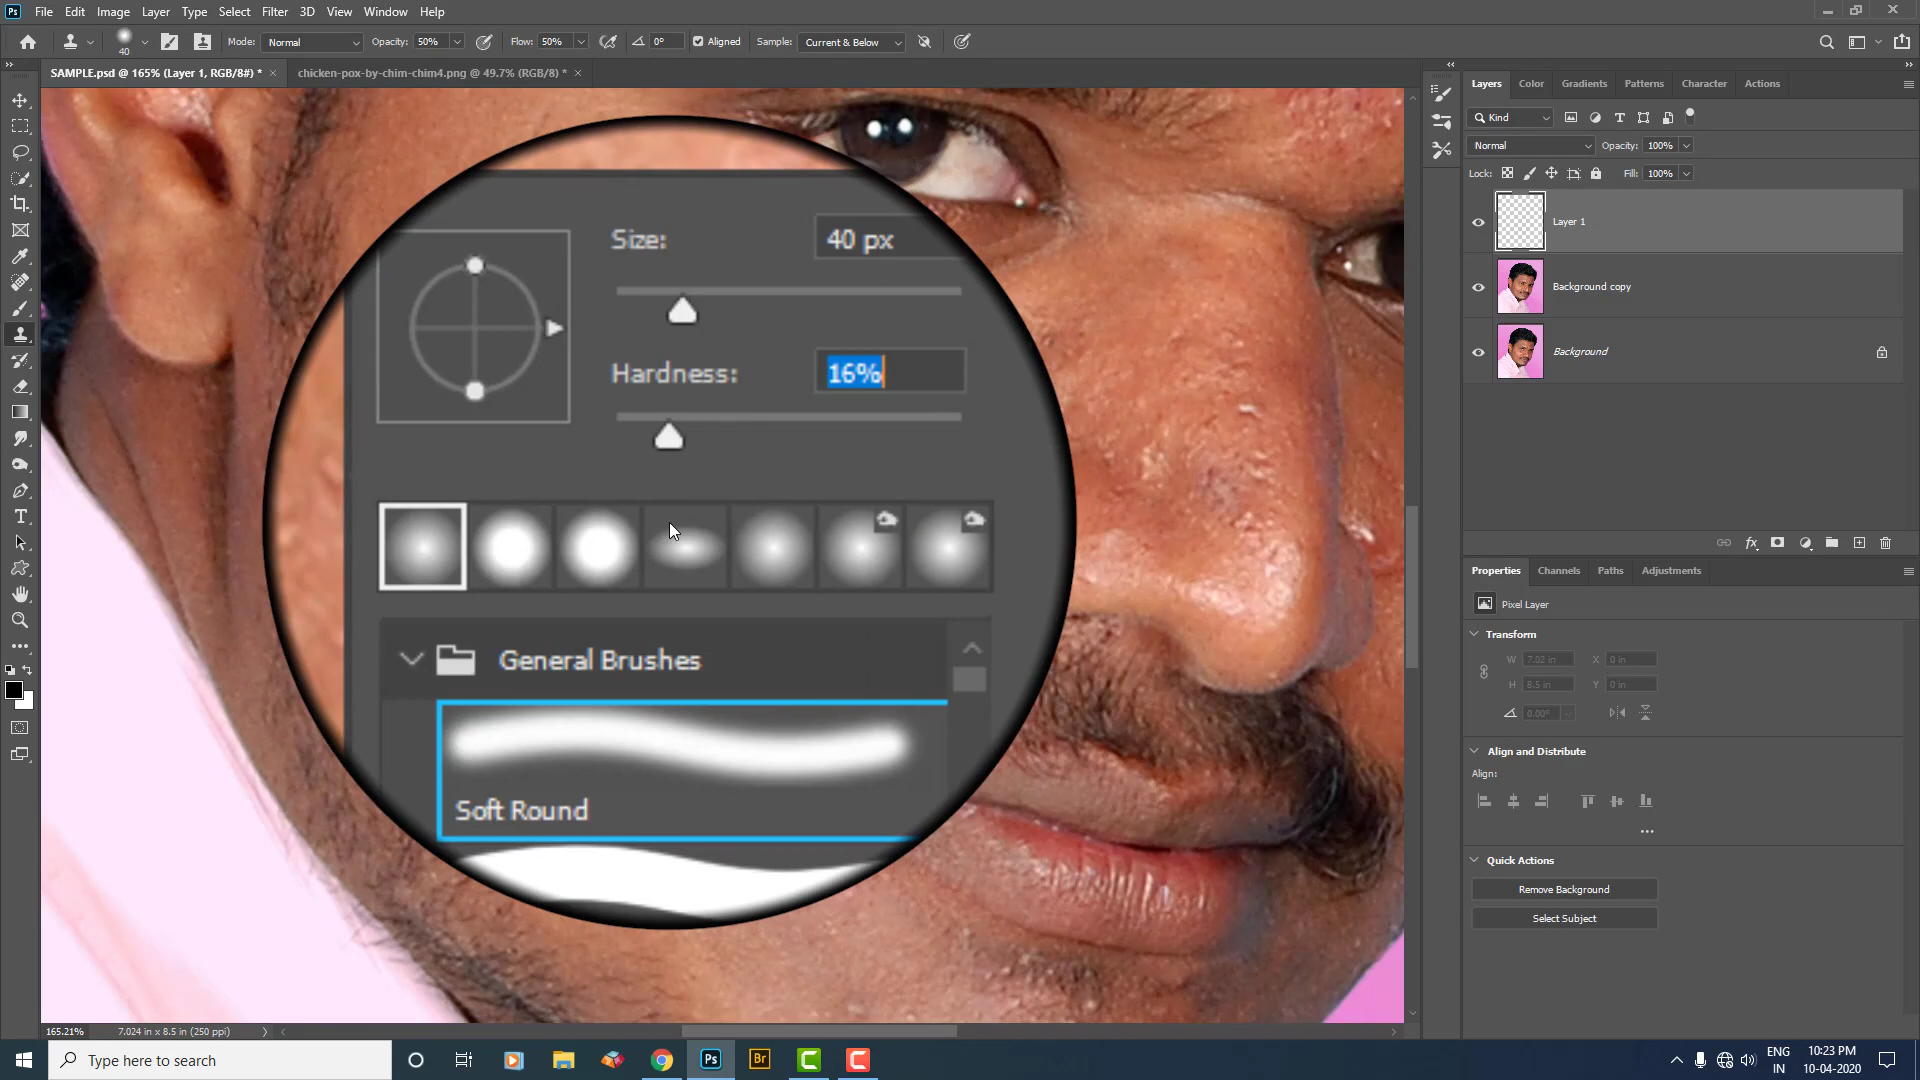 Ps File Edit Image Layer Type Select Filter 3D View Window Help
40 Mode: Normal Opacity: 50% Flow: 50% 0° Aligned Sample: Current & Below
SAMPLE.psd @ 165% (Layer 1, RGB/8#) * × chicken-pox-by-chim-chim4.png @ 49.7% (RGB/8) * ×
Size: 40 px
Hardness: 16%
General Brushes
Soft Round
Layers Color Gradients Patterns Character Actions
Kind
Normal Opacity: 100%
Lock: Fill: 100%
Layer 1
Background copy
Background
fx
Properties Channels Paths Adjustments
Pixel Layer
Transform
W 7.02 in X 0 in
H 8.5 in Y 0 in
0.00°
Align and Distribute
Align:
Quick Actions
Remove Background
Select Subject
165.21% 7.024 in x 8.5 in (250 ppi)
Type here to search
Ps Br C C
ENG
IN
10:23 PM
10-04-2020